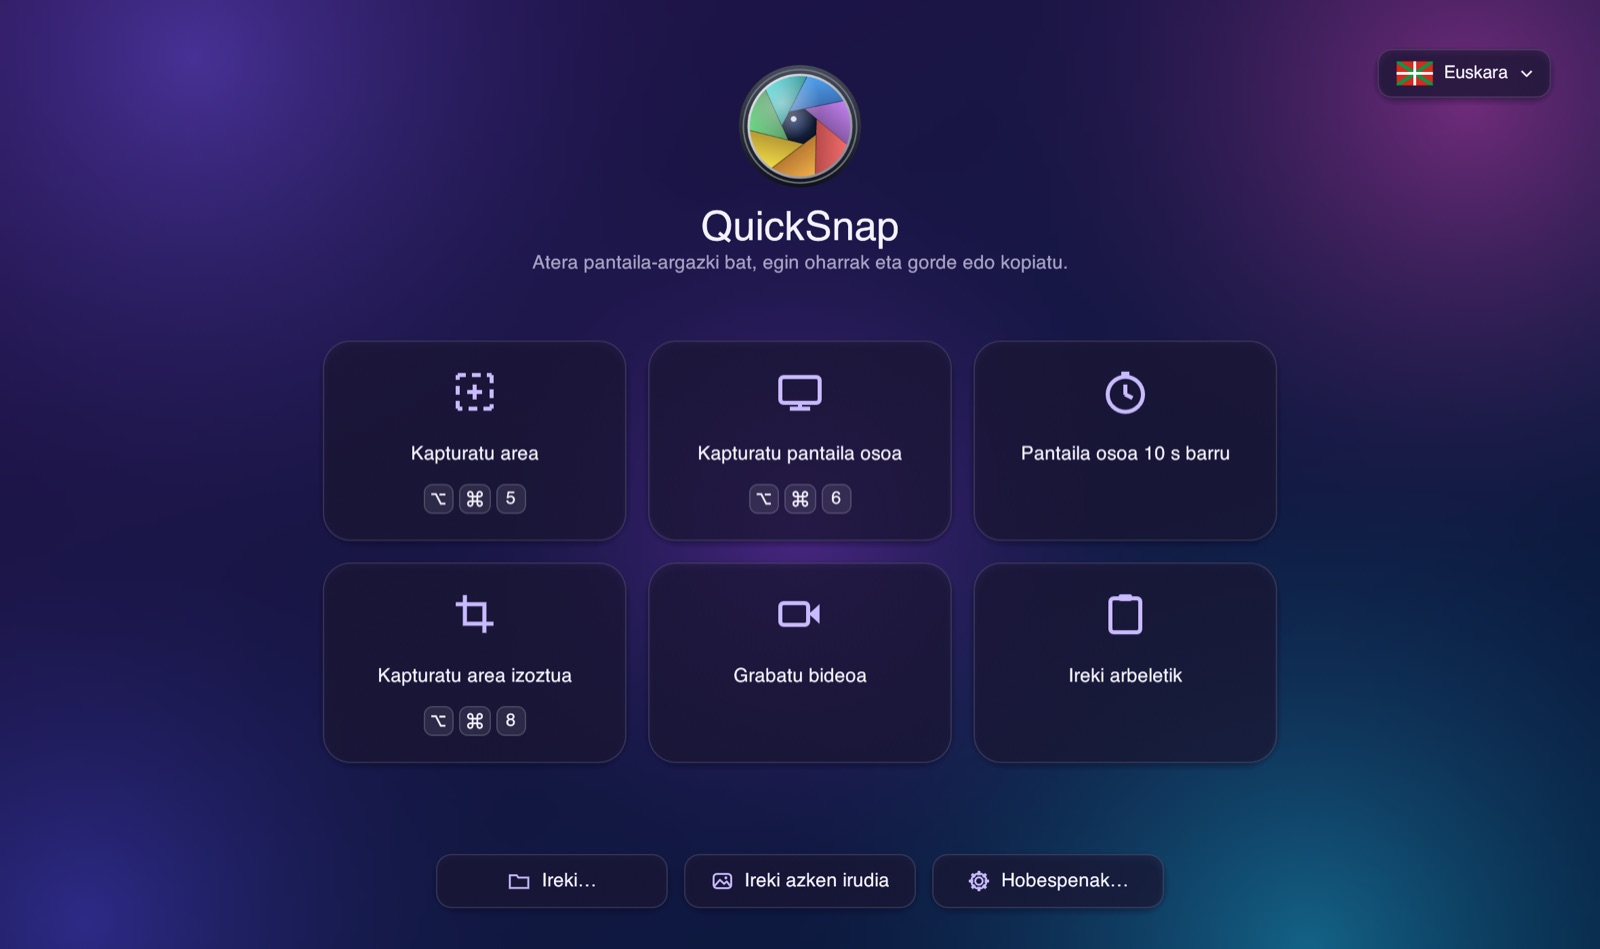 Euskara
QuickSnap
Atera pantaila-argazki bat, egin oharrak eta gorde edo kopiatu.
Kapturatu area
⌥ ⌘ 5
Kapturatu pantaila osoa
⌥ ⌘ 6
Pantaila osoa 10 s barru
Kapturatu area izoztua
⌥ ⌘ 8
Grabatu bideoa
Ireki arbeletik
Ireki...
Ireki azken irudia
Hobespenak...